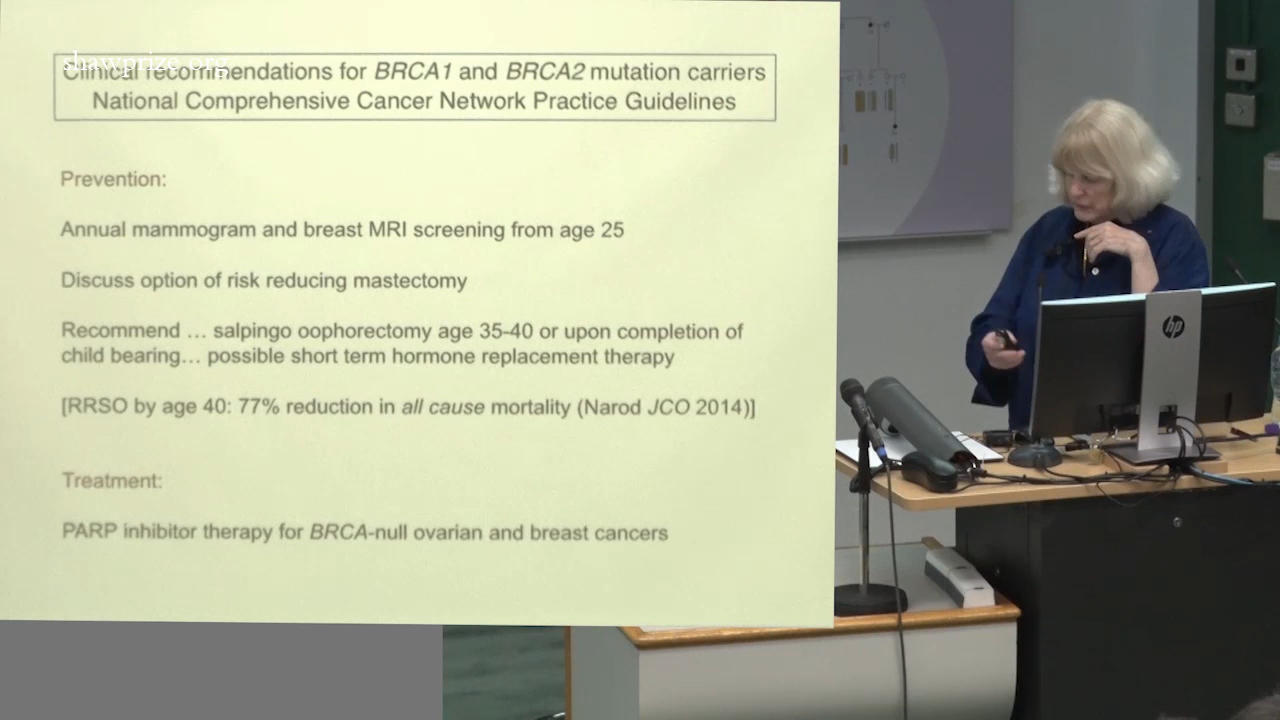 shawprize.org
Clinical recommendations for BRCA1 and BRCA2 mutation carriers
National Comprehensive Cancer Network Practice Guidelines
Prevention:
Annual mammogram and breast MRI screening from age 25
Discuss option of risk reducing mastectomy
Recommend … salpingo oophorectomy age 35-40 or upon completion of
child bearing… possible short term hormone replacement therapy
[RRSO by age 40: 77% reduction in all cause mortality (Narod JCO 2014)]
Treatment:
PARP inhibitor therapy for BRCA-null ovarian and breast cancers
hp